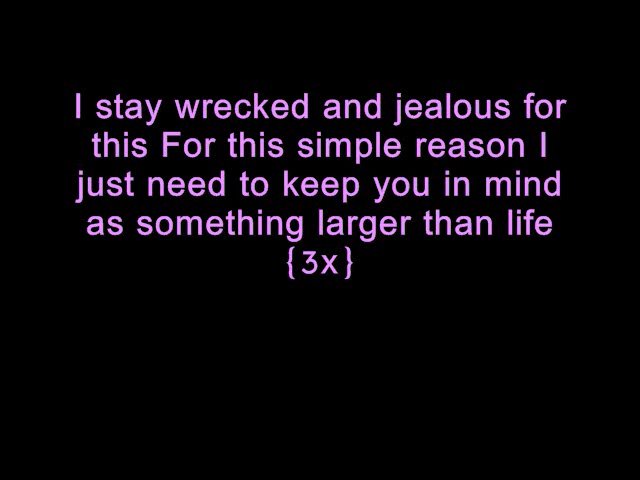 I stay wrecked and jealous for
this For this simple reason I
just need to keep you in mind
as something larger than life
{3x}